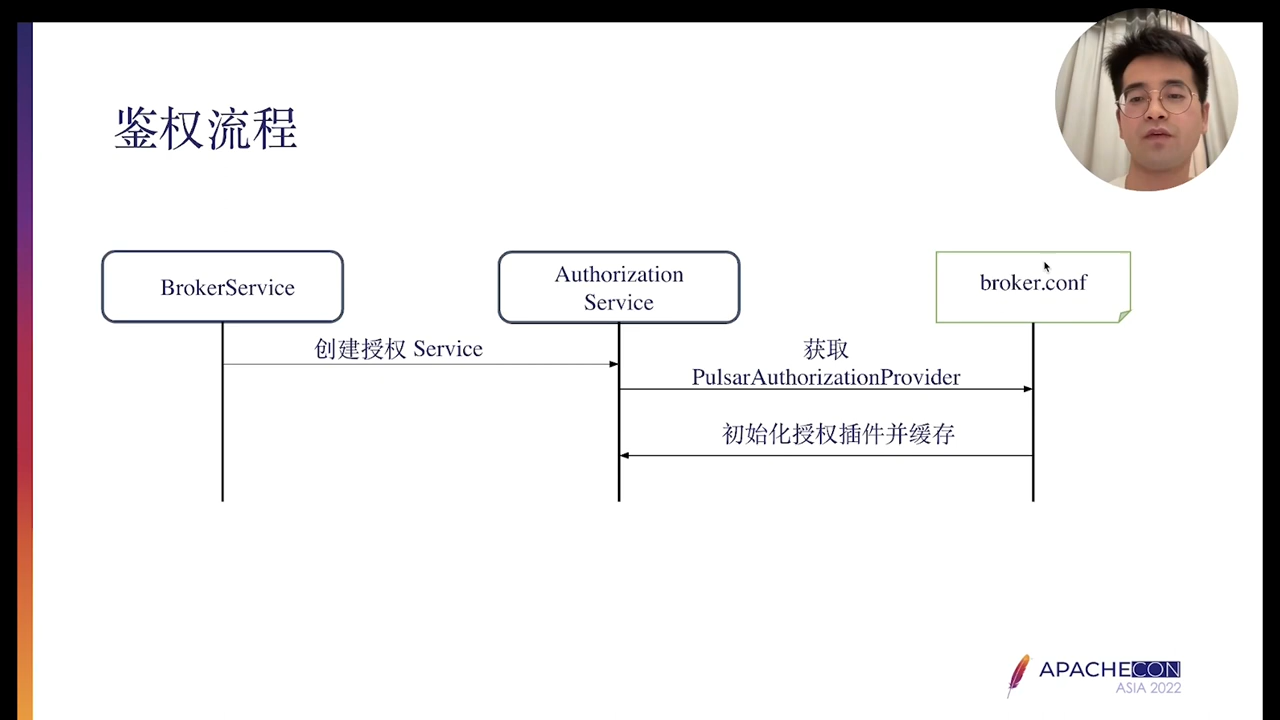 鉴权流程
BrokerService
Authorization
Service
broker.conf
创建授权 Service
获取
PulsarAuthorizationProvider
初始化授权插件并缓存
APACHECON
ASIA 2022